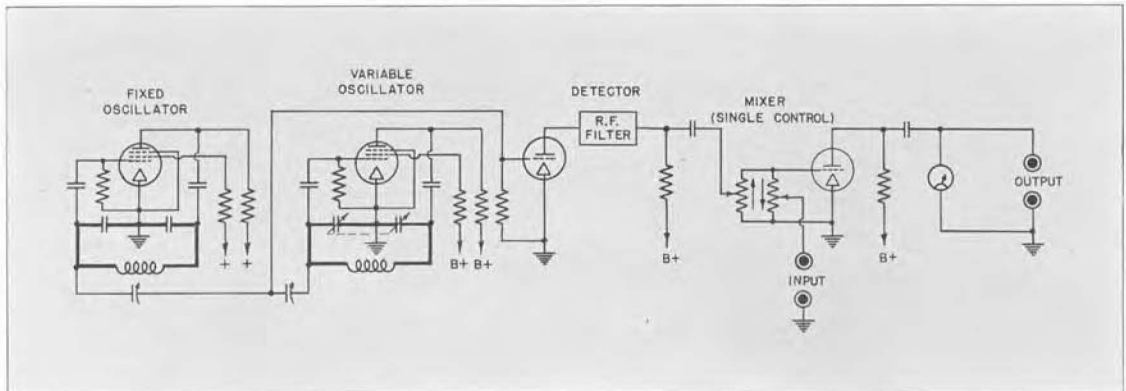 FIXED
OSCILLATOR
VARIABLE
OSCILLATOR
DETECTOR
R.F.
FILTER
MIXER
(SINGLE CONTROL)
OUTPUT
INPUT
+ +
B+ B+
B+
B+